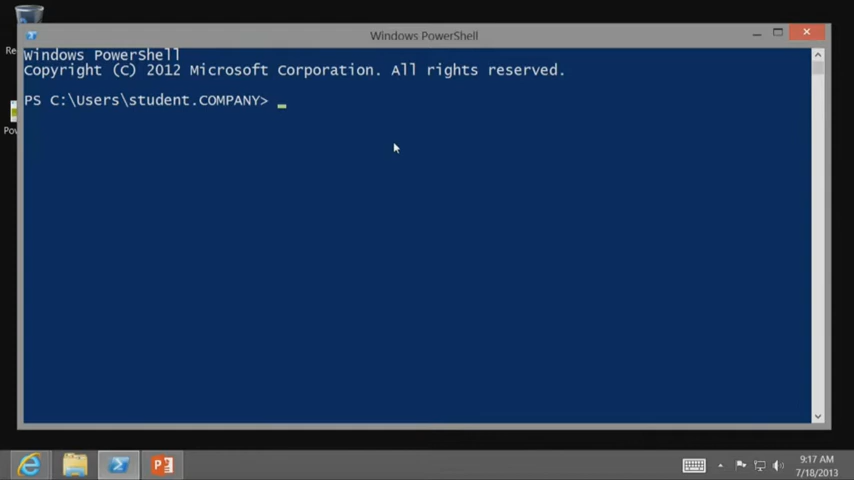 Windows PowerShell
Windows PowerShell
Copyright (C) 2012 Microsoft Corporation. All rights reserved.
PS C:\Users\student.COMPANY>
9:17 AM
7/18/2013